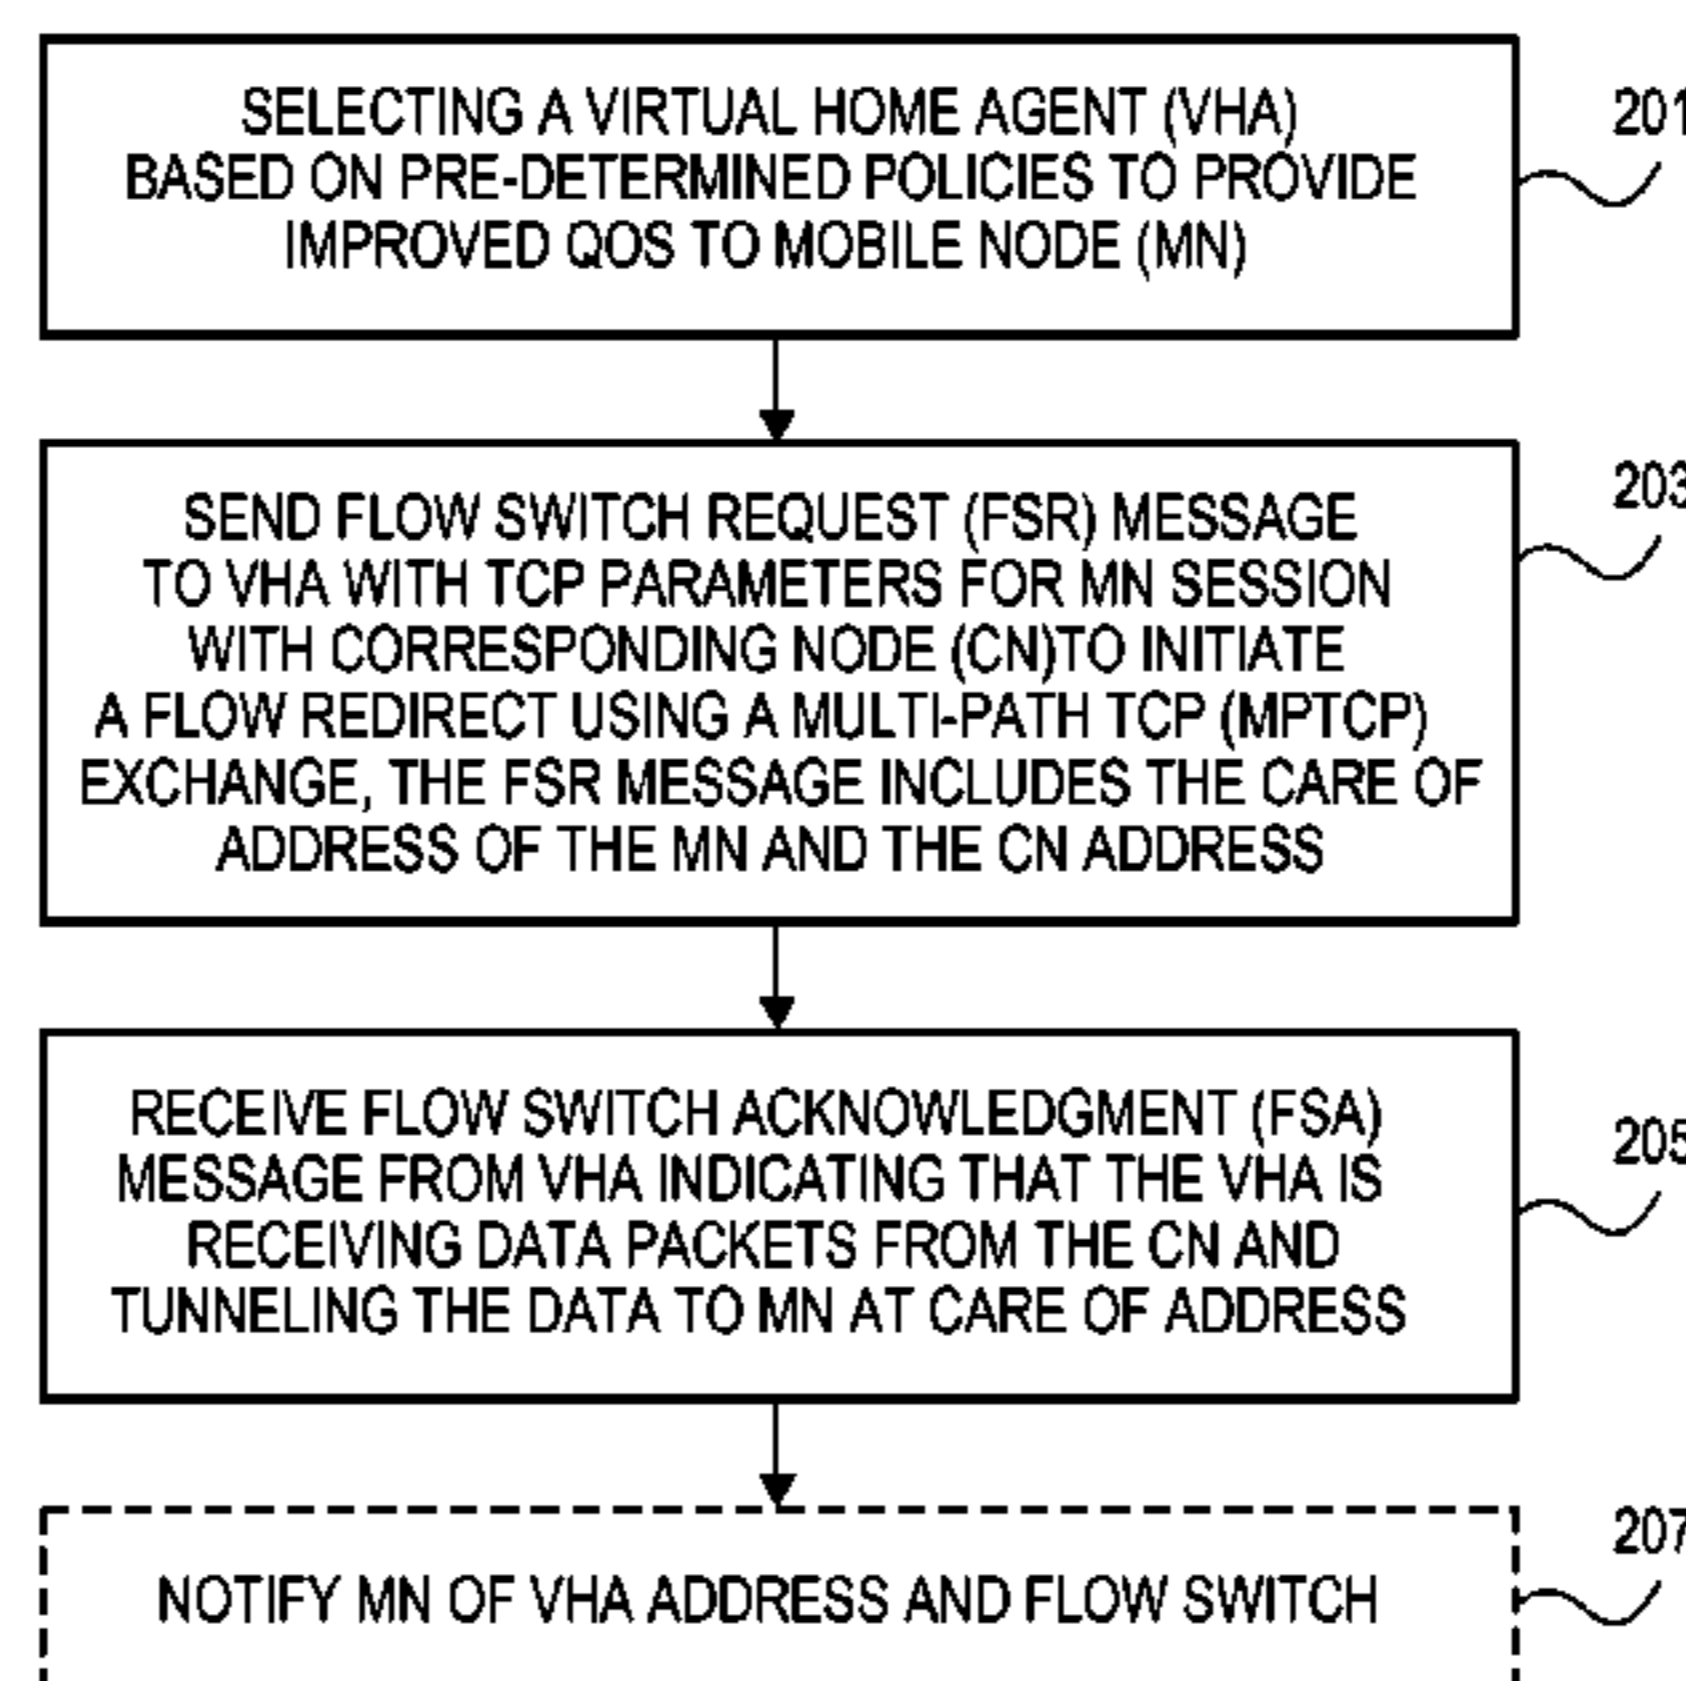 SELECTING A VIRTUAL HOME AGENT (VHA)
BASED ON PRE-DETERMINED POLICIES TO PROVIDE
IMPROVED QOS TO MOBILE NODE (MN)
201
SEND FLOW SWITCH REQUEST (FSR) MESSAGE
TO VHA WITH TCP PARAMETERS FOR MN SESSION
WITH CORRESPONDING NODE (CN)TO INITIATE
A FLOW REDIRECT USING A MULTI-PATH TCP (MPTCP)
EXCHANGE, THE FSR MESSAGE INCLUDES THE CARE OF
ADDRESS OF THE MN AND THE CN ADDRESS
203
RECEIVE FLOW SWITCH ACKNOWLEDGMENT (FSA)
MESSAGE FROM VHA INDICATING THAT THE VHA IS
RECEIVING DATA PACKETS FROM THE CN AND
TUNNELING THE DATA TO MN AT CARE OF ADDRESS
205
NOTIFY MN OF VHA ADDRESS AND FLOW SWITCH
207